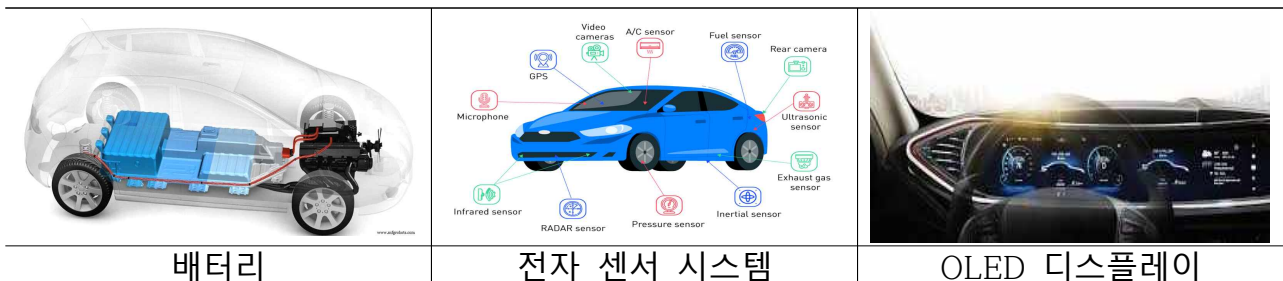 Video cameras
A/C sensor
Fuel sensor
Rear camera
GPS
Microphone
Ultrasonic sensor
Exhaust gas sensor
Infrared sensor
RADAR sensor
Pressure sensor
Inertial sensor
배터리
전자 센서 시스템
OLED 디스플레이